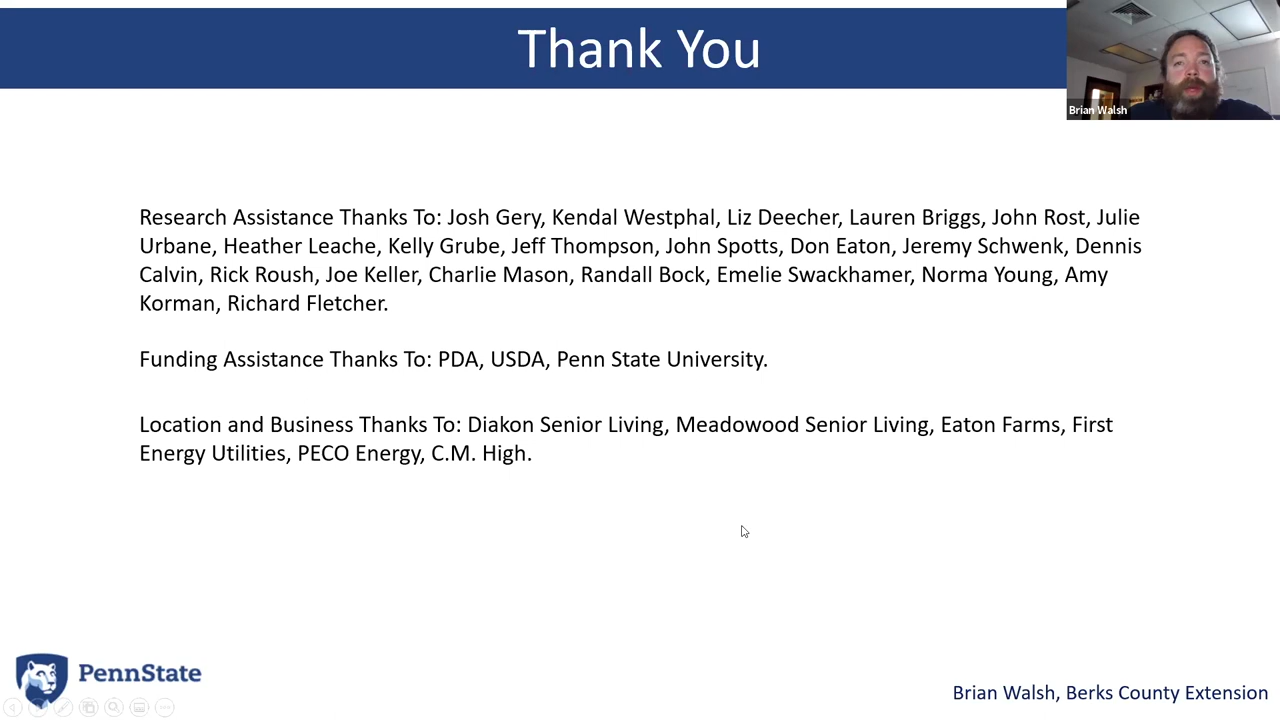 Thank You
Brian Walsh
Research Assistance Thanks To: Josh Gery, Kendal Westphal, Liz Deecher, Lauren Briggs, John Rost, Julie
Urbane, Heather Leache, Kelly Grube, Jeff Thompson, John Spotts, Don Eaton, Jeremy Schwenk, Dennis
Calvin, Rick Roush, Joe Keller, Charlie Mason, Randall Bock, Emelie Swackhamer, Norma Young, Amy
Korman, Richard Fletcher.
Funding Assistance Thanks To: PDA, USDA, Penn State University.
Location and Business Thanks To: Diakon Senior Living, Meadowood Senior Living, Eaton Farms, First
Energy Utilities, PECO Energy, C.M. High.
PennState
Brian Walsh, Berks County Extension